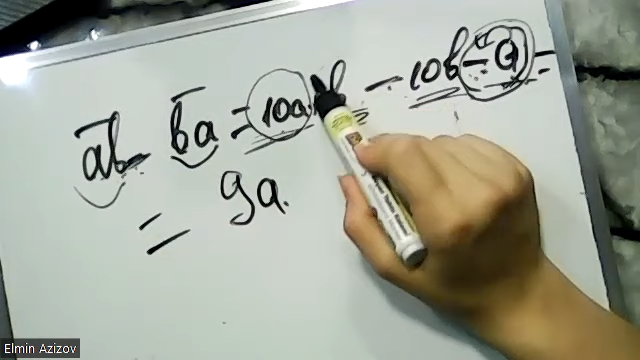 ab - ba = 10a b - 10b - a =
= 9a
Elmin Azizov